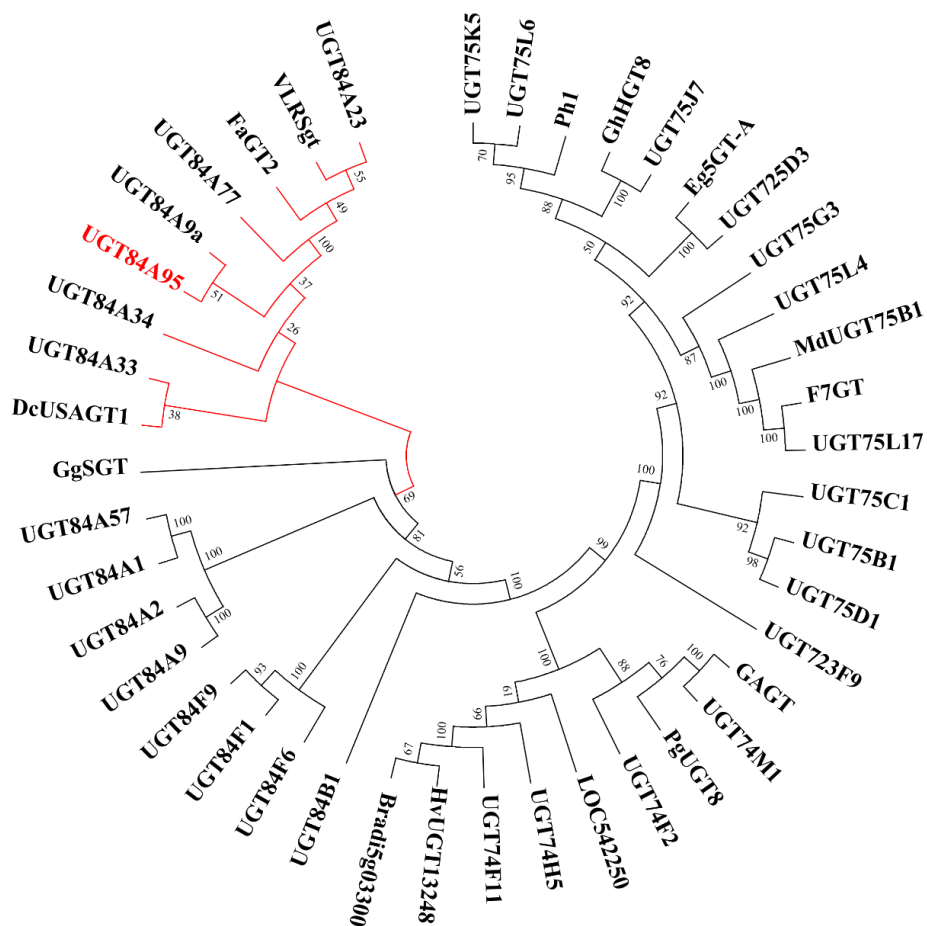 UGT75K5
UGT75L6
Ph1
GhHGT8
UGT75J7
Eg5GT-A
UGT725D3
UGT75G3
UGT75L4
MdUGT75B1
F7GT
UGT75L17
UGT75C1
UGT75B1
UGT75D1
UGT723F9
GAGT
UGT74M1
PgUGT8
UGT74F2
LOC542250
UGT74H5
UGT74F11
HvUGT13248
Bradi5g03300
UGT84B1
UGT84F6
UGT84F1
UGT84F9
UGT84A9
UGT84A2
UGT84A1
UGT84A57
GgSGT
DcUSAGT1
UGT84A33
UGT84A34
UGT84A95
UGT84A9a
UGT84A77
FaGT2
VLRSgt
UGT84A23
70
95
88
100
50
100
92
87
100
100
100
92
92
98
100
99
100
88
76
100
61
66
100
67
100
56
100
93
81
100
100
100
69
38
26
37
51
100
49
55